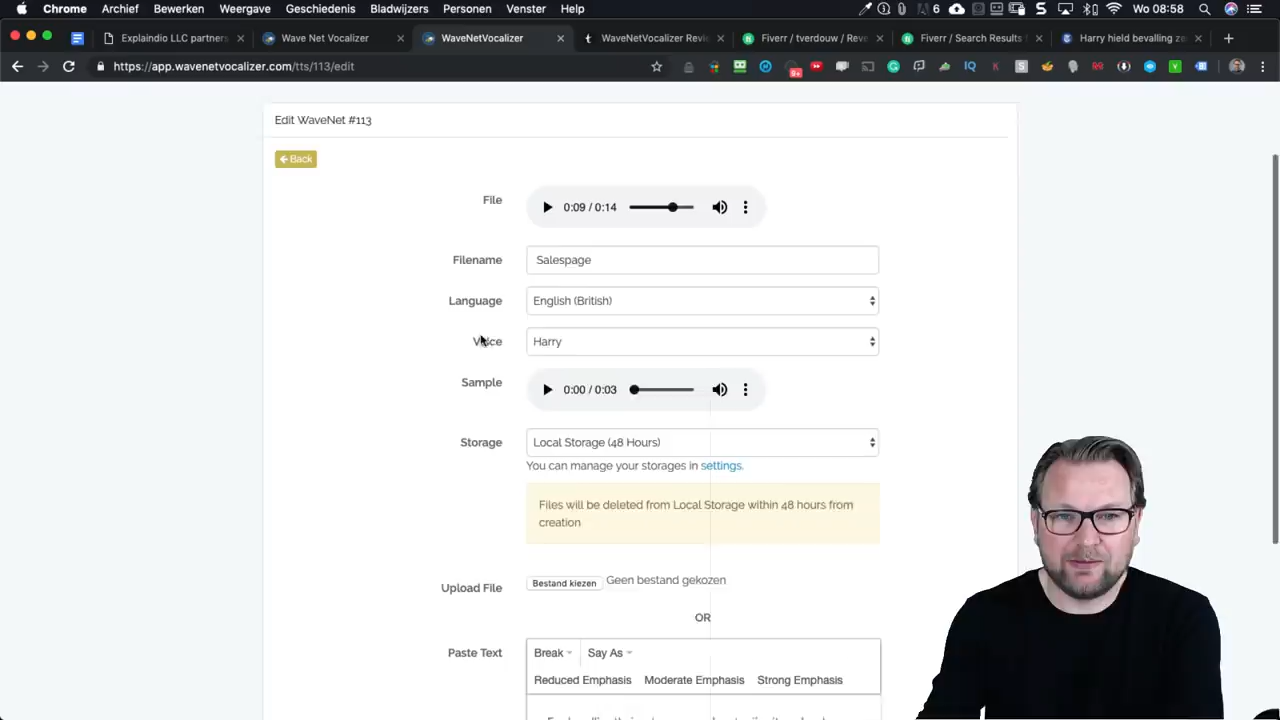 Chrome Archief Bewerken Weergave Geschiedenis Bladwijzers Personen Venster Help 6 Wo 08:58
Explaindio LLC partners Wave Net Vocalizer WaveNetVocalizer WaveNetVocalizer Revie Fiverr / tverdouw / Reve Fiverr / Search Results Harry hield bevalling ze
https://app.wavenetvocalizer.com/tts/113/edit
Edit WaveNet #113
Back
File 0:09 / 0:14
Filename Salespage
Language English (British)
Voice Harry
Sample 0:00 / 0:03
Storage Local Storage (48 Hours)
You can manage your storages in settings.
Files will be deleted from Local Storage within 48 hours from
creation
Upload File Bestand kiezen Geen bestand gekozen
OR
Paste Text Break Say As
Reduced Emphasis Moderate Emphasis Strong Emphasis